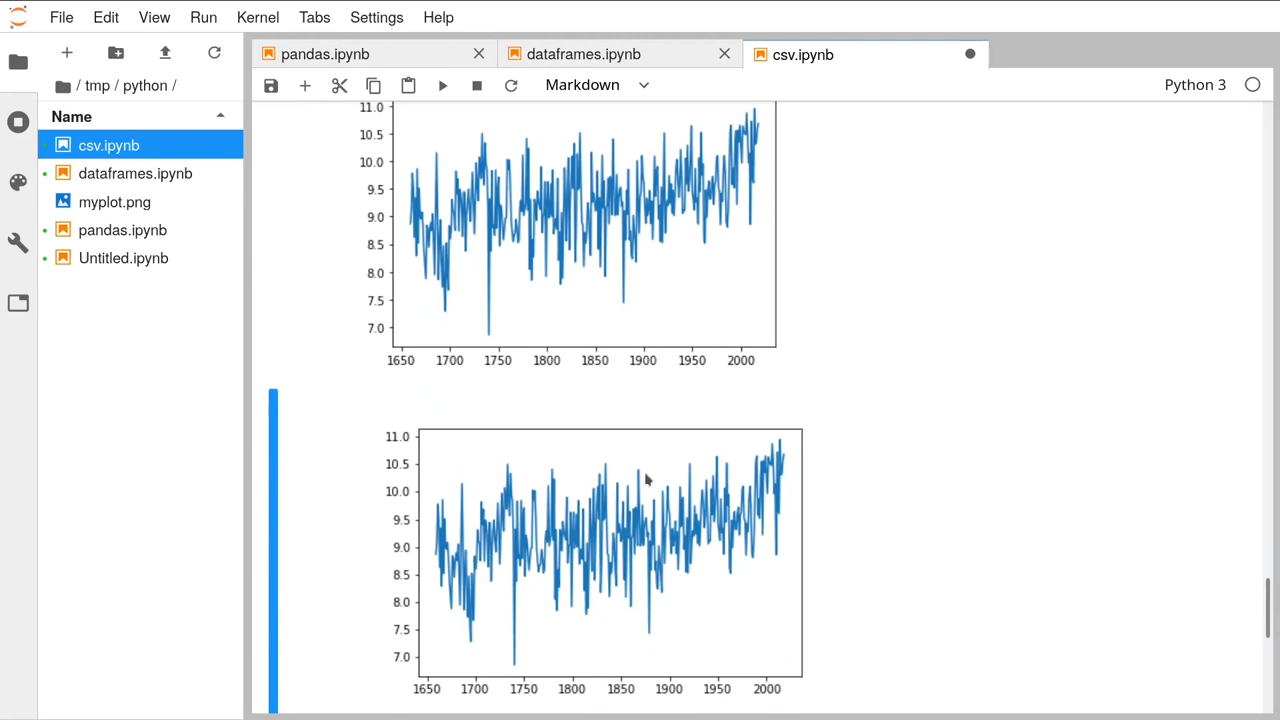 File Edit View Run Kernel Tabs Settings Help
pandas.ipynb dataframes.ipynb csv.ipynb
/ tmp / python /
Markdown Python 3
Name
csv.ipynb
dataframes.ipynb
myplot.png
pandas.ipynb
Untitled.ipynb
11.0
10.5
10.0
9.5
9.0
8.5
8.0
7.5
7.0
1650 1700 1750 1800 1850 1900 1950 2000
11.0
10.5
10.0
9.5
9.0
8.5
8.0
7.5
7.0
1650 1700 1750 1800 1850 1900 1950 2000